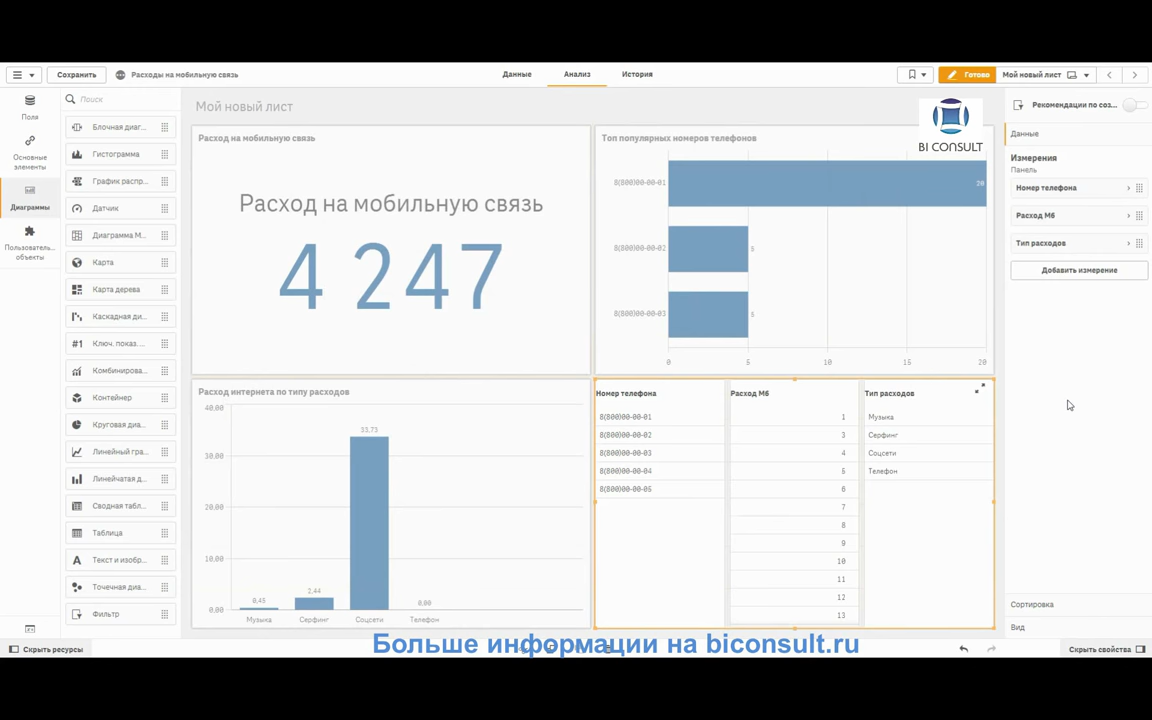 Сохранить
Расходы на мобильную связь
Данные
Анализ
История
Готово
Мой новый лист
Поля
Основные элементы
Диаграммы
Пользователь... объекты
Поиск
Блочная диаг...
Гистограмма
График распр...
Датчик
Диаграмма М...
Карта
Карта дерева
Каскадная ди...
#1 Ключ. показ. ...
Комбинирова...
Контейнер
Круговая диа...
Линейный гра...
Линейчатая д...
Сводная табл...
Таблица
A Текст и изобр...
Точечная диа...
Фильтр
Мой новый лист
Расход на мобильную связь
Расход на мобильную связь
4 247
Топ популярных номеров телефонов
8(800)00-00-01
20
8(800)00-00-02
5
8(800)00-00-03
5
0 5 10 15 20
BI CONSULT
Расход интернета по типу расходов
40,00
30,00
20,00
10,00
0,00
0,45
2,44
33,73
0,00
Музыка Серфинг Соцсети Телефон
Номер телефона Расход Мб Тип расходов
8(800)00-00-01 1 Музыка
8(800)00-00-02 3 Серфинг
8(800)00-00-03 4 Соцсети
8(800)00-00-04 5 Телефон
8(800)00-00-05 6
7
8
9
10
11
12
13
Рекомендации по соз...
Данные
Измерения
Панель
Номер телефона
Расход Мб
Тип расходов
Добавить измерение
Сортировка
Вид
Скрыть ресурсы
Больше информации на biconsult.ru
Скрыть свойства